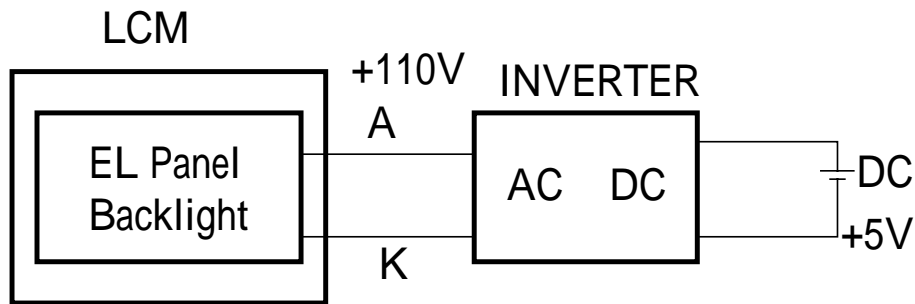 LCM
+110V
INVERTER
A
EL Panel
Backlight
AC DC
DC
+5V
K